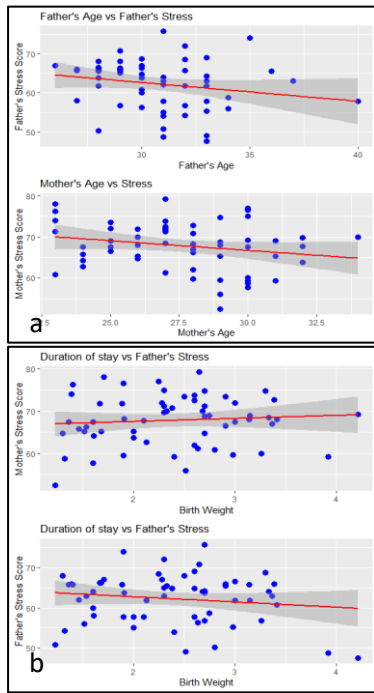 Father's Age vs Father's Stress
Father's Stress Score
70
60
50
30
35
40
Father's Age
Mother's Age vs Stress
Mother's Stress Score
80
70
60
25.0
27.5
30.0
32.5
Mother's Age
a
Duration of stay vs Father's Stress
Mother's Stress Score
80
70
60
2
3
4
Birth Weight
Duration of stay vs Father's Stress
Father's Stress Score
70
60
50
2
3
4
Birth Weight
b